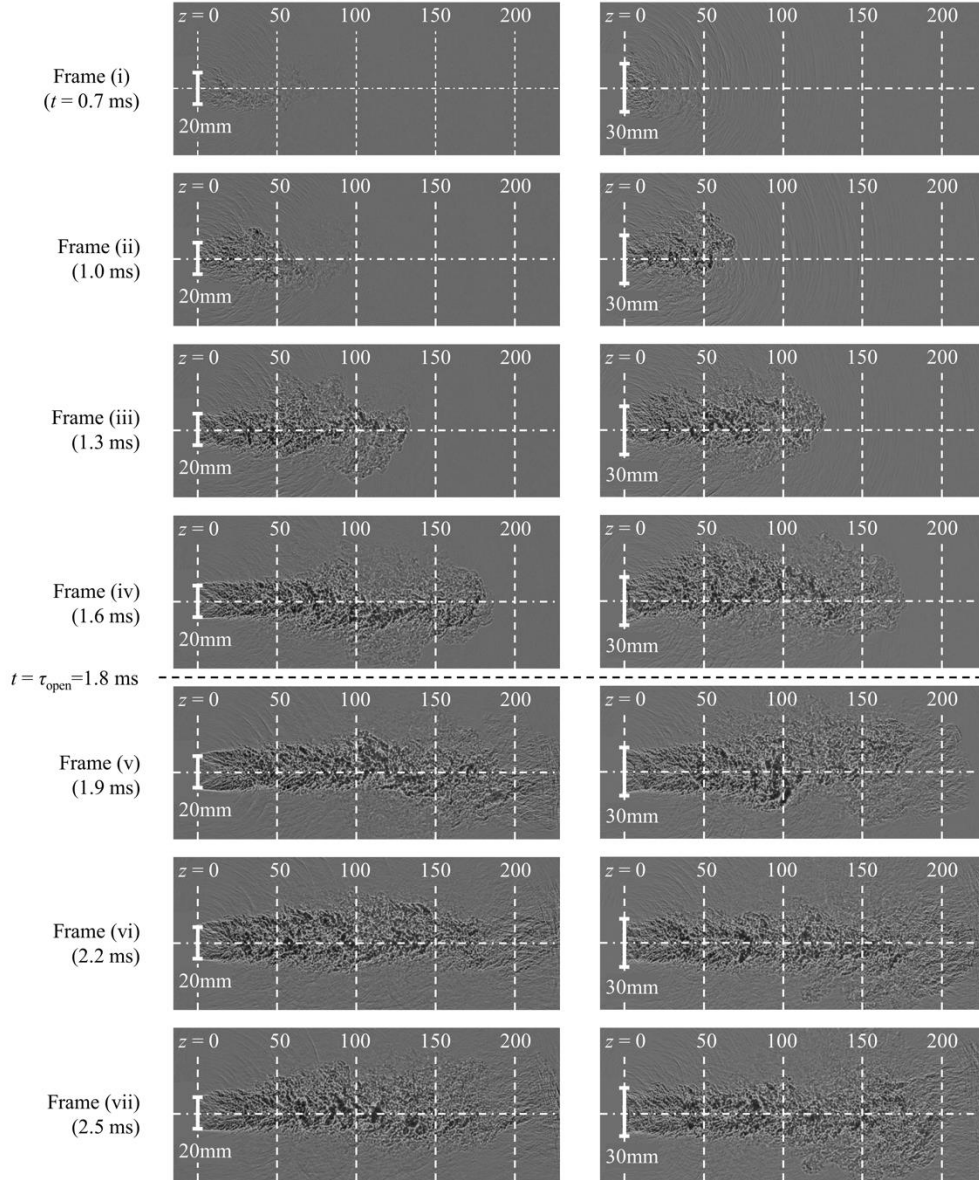 z = 0 50 100 150 200 z = 0 50 100 150 200
Frame (i)
(t = 0.7 ms)
20mm 30mm
z = 0 50 100 150 200 z = 0 50 100 150 200
Frame (ii)
(1.0 ms)
20mm 30mm
z = 0 50 100 150 200 z = 0 50 100 150 200
Frame (iii)
(1.3 ms)
20mm 30mm
z = 0 50 100 150 200 z = 0 50 100 150 200
Frame (iv)
(1.6 ms)
20mm 30mm
t = τopen=1.8 ms
z = 0 50 100 150 200 z = 0 50 100 150 200
Frame (v)
(1.9 ms)
20mm 30mm
z = 0 50 100 150 200 z = 0 50 100 150 200
Frame (vi)
(2.2 ms)
20mm 30mm
z = 0 50 100 150 200 z = 0 50 100 150 200
Frame (vii)
(2.5 ms)
20mm 30mm